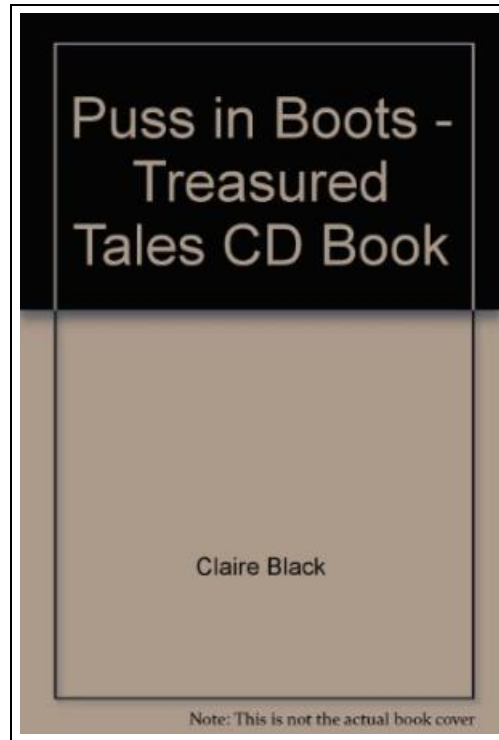 Puss in Boots -
Treasured
Tales CD Book
Claire Black
Note: This is not the actual book cover